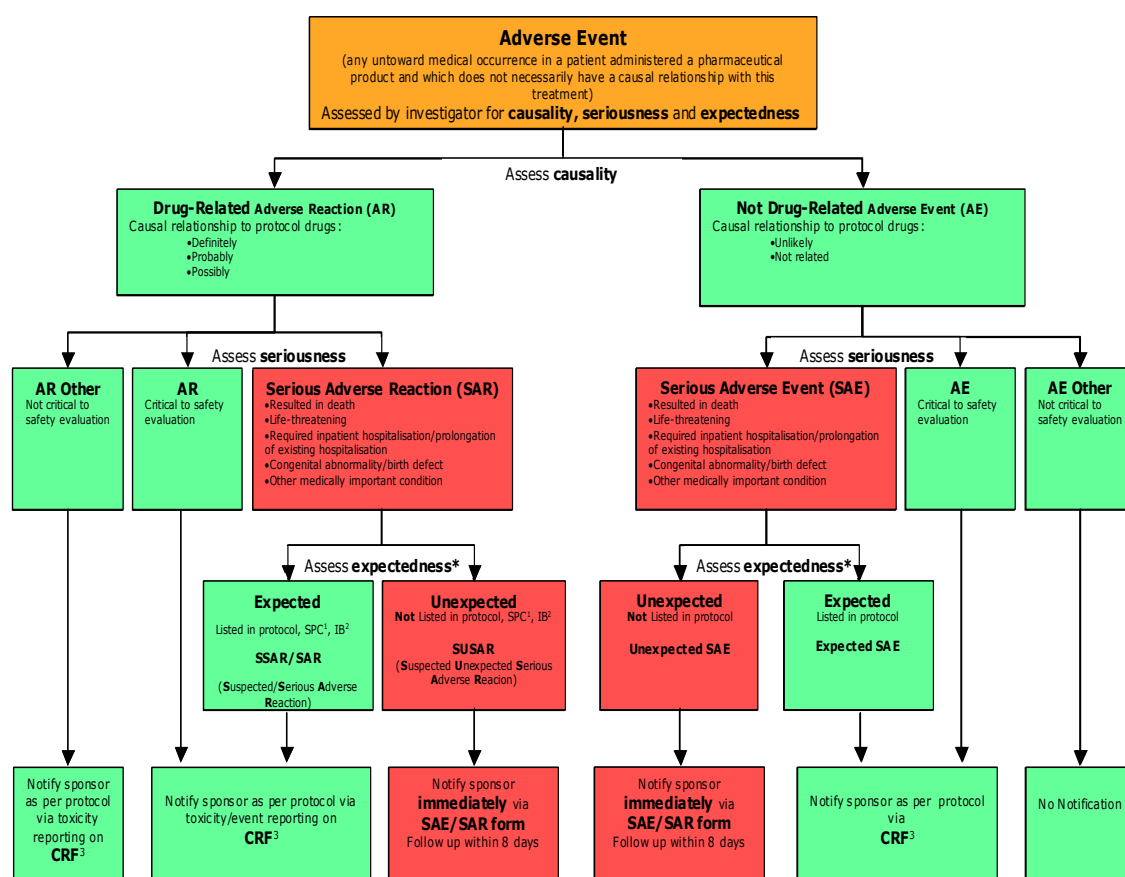 Adverse Event
(any untoward medical occurrence in a patient administered a pharmaceutical
product and which does not necessarily have a causal relationship with this
treatment)
Assessed by investigator for causality, seriousness and expectedness
Assess causality
Drug-Related Adverse Reaction (AR)
Causal relationship to protocol drugs :
•Definitely
•Probably
•Possibly
Not Drug-Related Adverse Event (AE)
Causal relationship to protocol drugs :
•Unlikely
•Not related
Assess seriousness
Assess seriousness
AR Other
Not critical to
safety evaluation
AR
Critical to safety
evaluation
Serious Adverse Reaction (SAR)
•Resulted in death
•Life-threatening
•Required inpatient hospitalisation/prolongation
of existing hospitalisation
•Congenital abnormality/birth defect
•Other medically important condition
Serious Adverse Event (SAE)
•Resulted in death
•Life-threatening
•Required inpatient hospitalisation/prolongation
of existing hospitalisation
•Congenital abnormality/birth defect
•Other medically important condition
AE
Critical to safety
evaluation
AE Other
Not critical to
safety evaluation
Assess expectedness*
Assess expectedness*
Expected
Listed in protocol, SPC¹, IB²
SSAR/SAR
(Suspected/Serious Adverse
Reaction)
Unexpected
Not Listed in protocol, SPC¹, IB²
SUSAR
(Suspected Unexpected Serious
Adverse Reacion)
Unexpected
Not Listed in protocol
Unexpected SAE
Expected
Listed in protocol
Expected SAE
Notify sponsor
as per protocol
via toxicity
reporting on
CRF³
Notify sponsor as per protocol via
toxicity/event reporting on
CRF³
Notify sponsor
immediately via
SAE/SAR form
Follow up within 8 days
Notify sponsor
immediately via
SAE/SAR form
Follow up within 8 days
Notify sponsor as per protocol
via
CRF³
No Notification